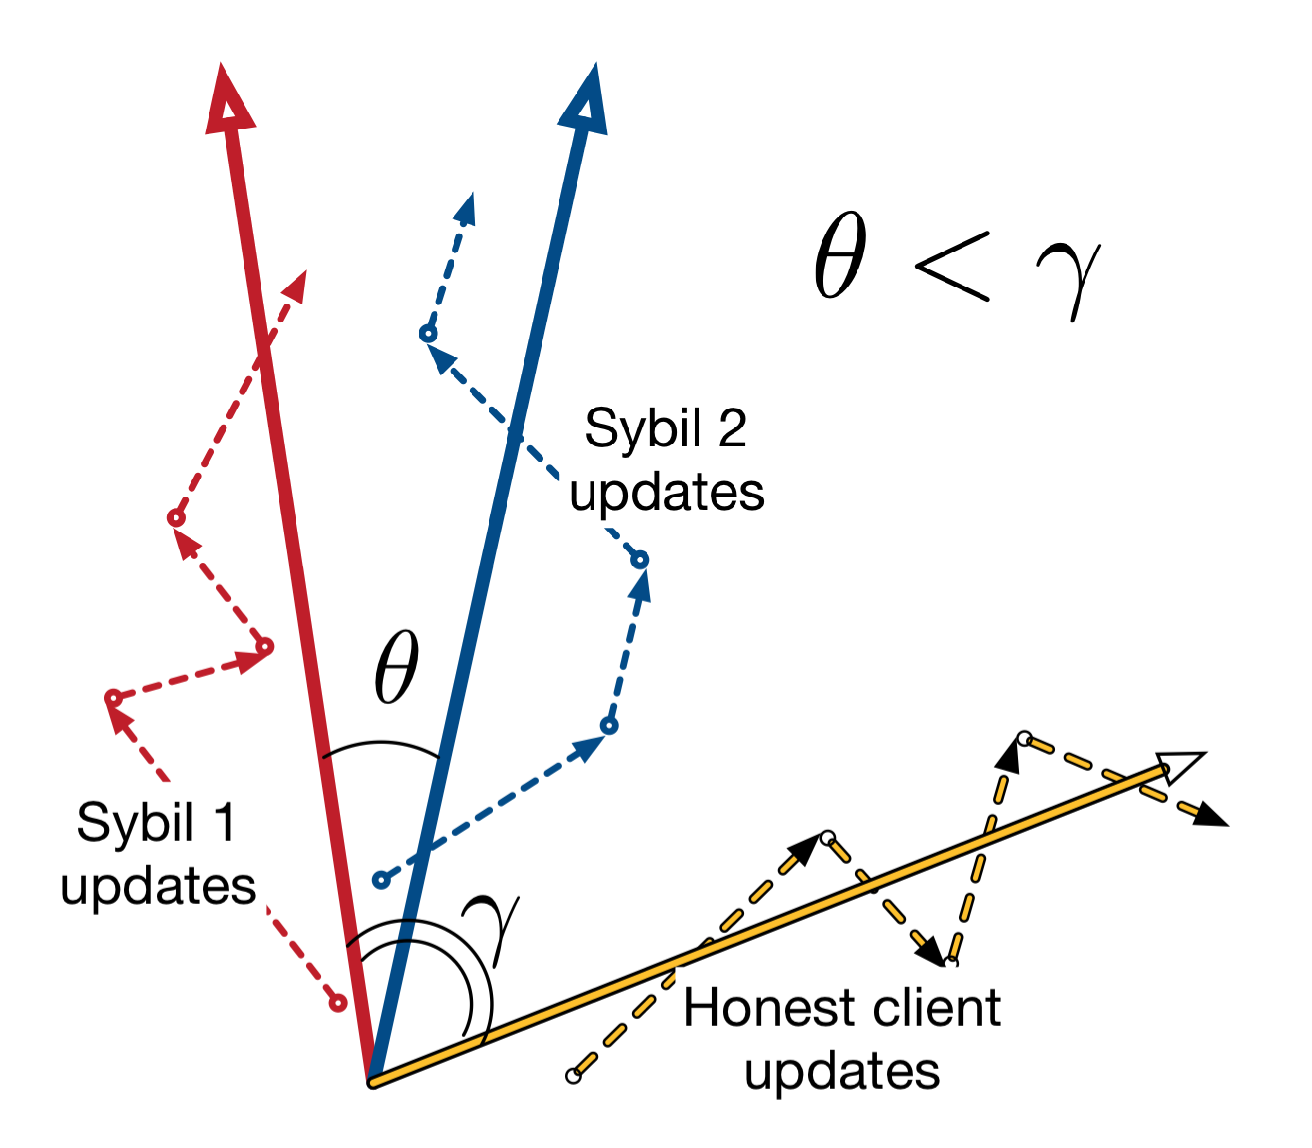 θ < γ
Sybil 2
updates
θ
Sybil 1
updates
γ
Honest client
updates